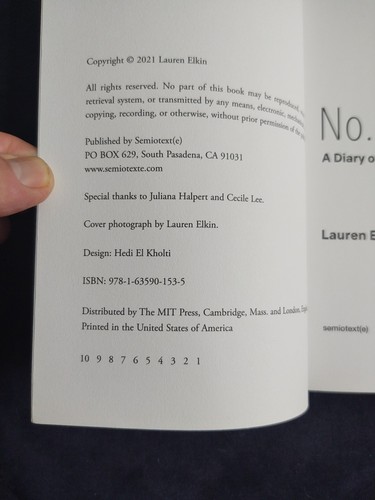 Copyright © 2021 Lauren Elkin
All rights reserved. No part of this book may be reproduced,
retrieval system, or transmitted by any means, electronic,
copying, recording, or otherwise, without prior permission of the
Published by Semiotext(e)
PO BOX 629, South Pasadena, CA 91031
www.semiotexte.com
Special thanks to Juliana Halpert and Cecile Lee.
Cover photograph by Lauren Elkin.
Design: Hedi El Kholti
ISBN: 978-1-63590-153-5
Distributed by The MIT Press, Cambridge, Mass. and London,
Printed in the United States of America
10 9 8 7 6 5 4 3 2 1
No.
A Diary o
Lauren E
semiotext(e)